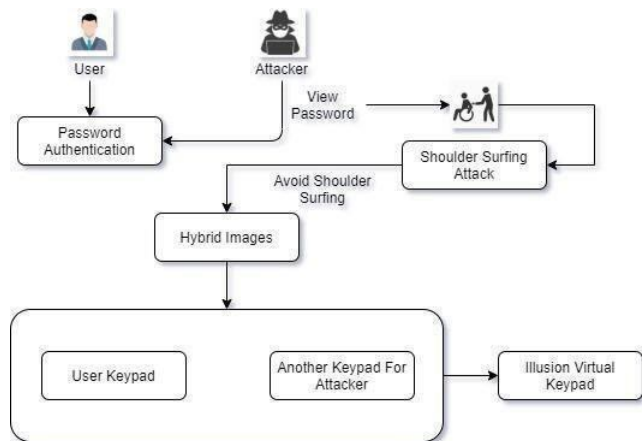 User
Attacker
View
Password
Password
Authentication
Shoulder Surfing
Attack
Avoid Shoulder
Surfing
Hybrid Images
User Keypad
Another Keypad For
Attacker
Illusion Virtual
Keypad